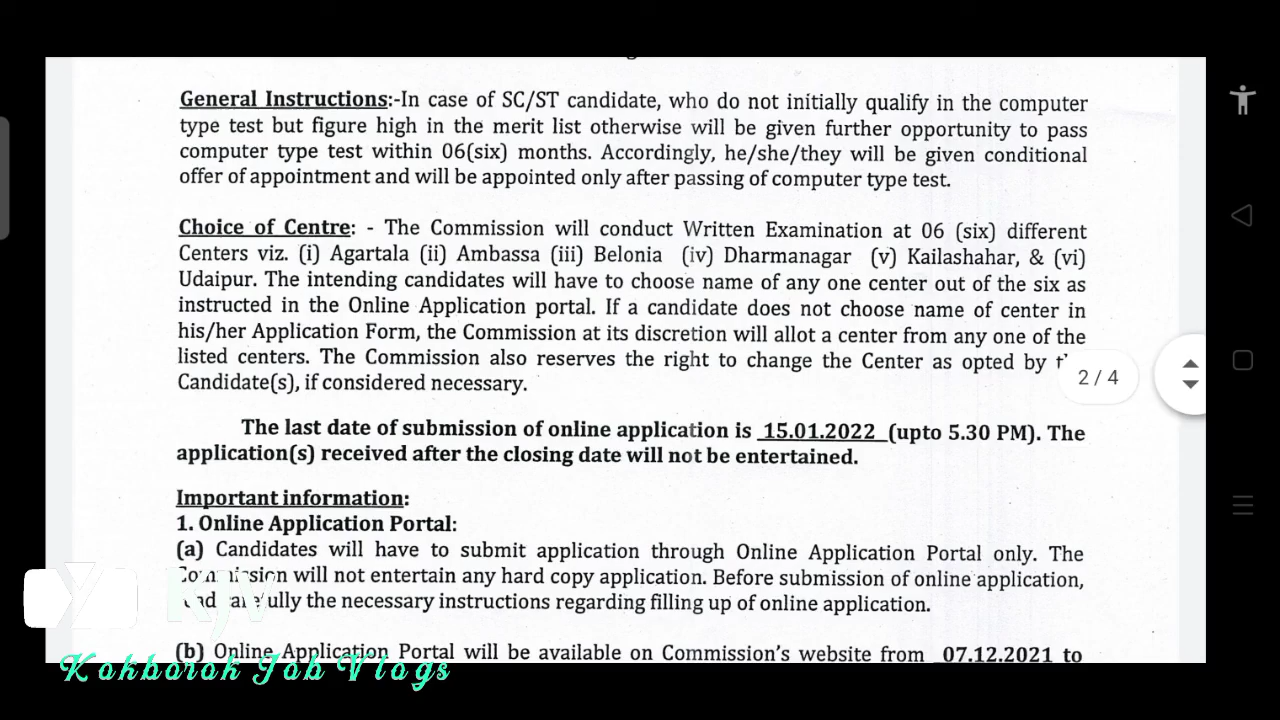 General Instructions:-In case of SC/ST candidate, who do not initially qualify in the computer
type test but figure high in the merit list otherwise will be given further opportunity to pass
computer type test within 06(six) months. Accordingly, he/she/they will be given conditional
offer of appointment and will be appointed only after passing of computer type test.
Choice of Centre: - The Commission will conduct Written Examination at 06 (six) different
Centers viz. (i) Agartala (ii) Ambassa (iii) Belonia (iv) Dharmanagar (v) Kailashahar, & (vi)
Udaipur. The intending candidates will have to choose name of any one center out of the six as
instructed in the Online Application portal. If a candidate does not choose name of center in
his/her Application Form, the Commission at its discretion will allot a center from any one of the
listed centers. The Commission also reserves the right to change the Center as opted by
Candidate(s), if considered necessary.
2 / 4
The last date of submission of online application is 15.01.2022 (upto 5.30 PM). The
application(s) received after the closing date will not be entertained.
Important information:
1. Online Application Portal:
(a) Candidates will have to submit application through Online Application Portal only. The
Commission will not entertain any hard copy application. Before submission of online application,
carefully the necessary instructions regarding filling up of online application.
KJV
(b) Online Application Portal will be available on Commission's website from 07.12.2021 to
Kokborok Job Vlogs